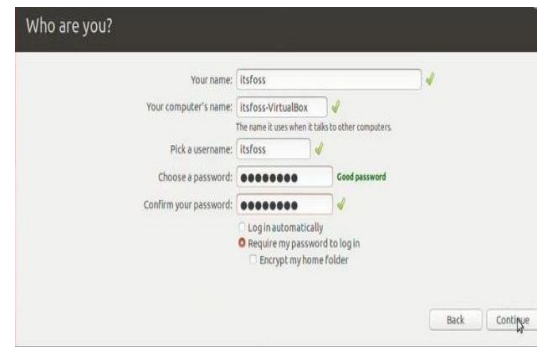 Who are you?
Your name: itsfoss
Your computer's name: itsfoss-VirtualBox
The name it uses when it talks to other computers.
Pick a username: itsfoss
Choose a password: ●●●●●●●● Good password
Confirm your password: ●●●●●●●●
Log in automatically
Require my password to log in
Encrypt my home folder
Back Continue